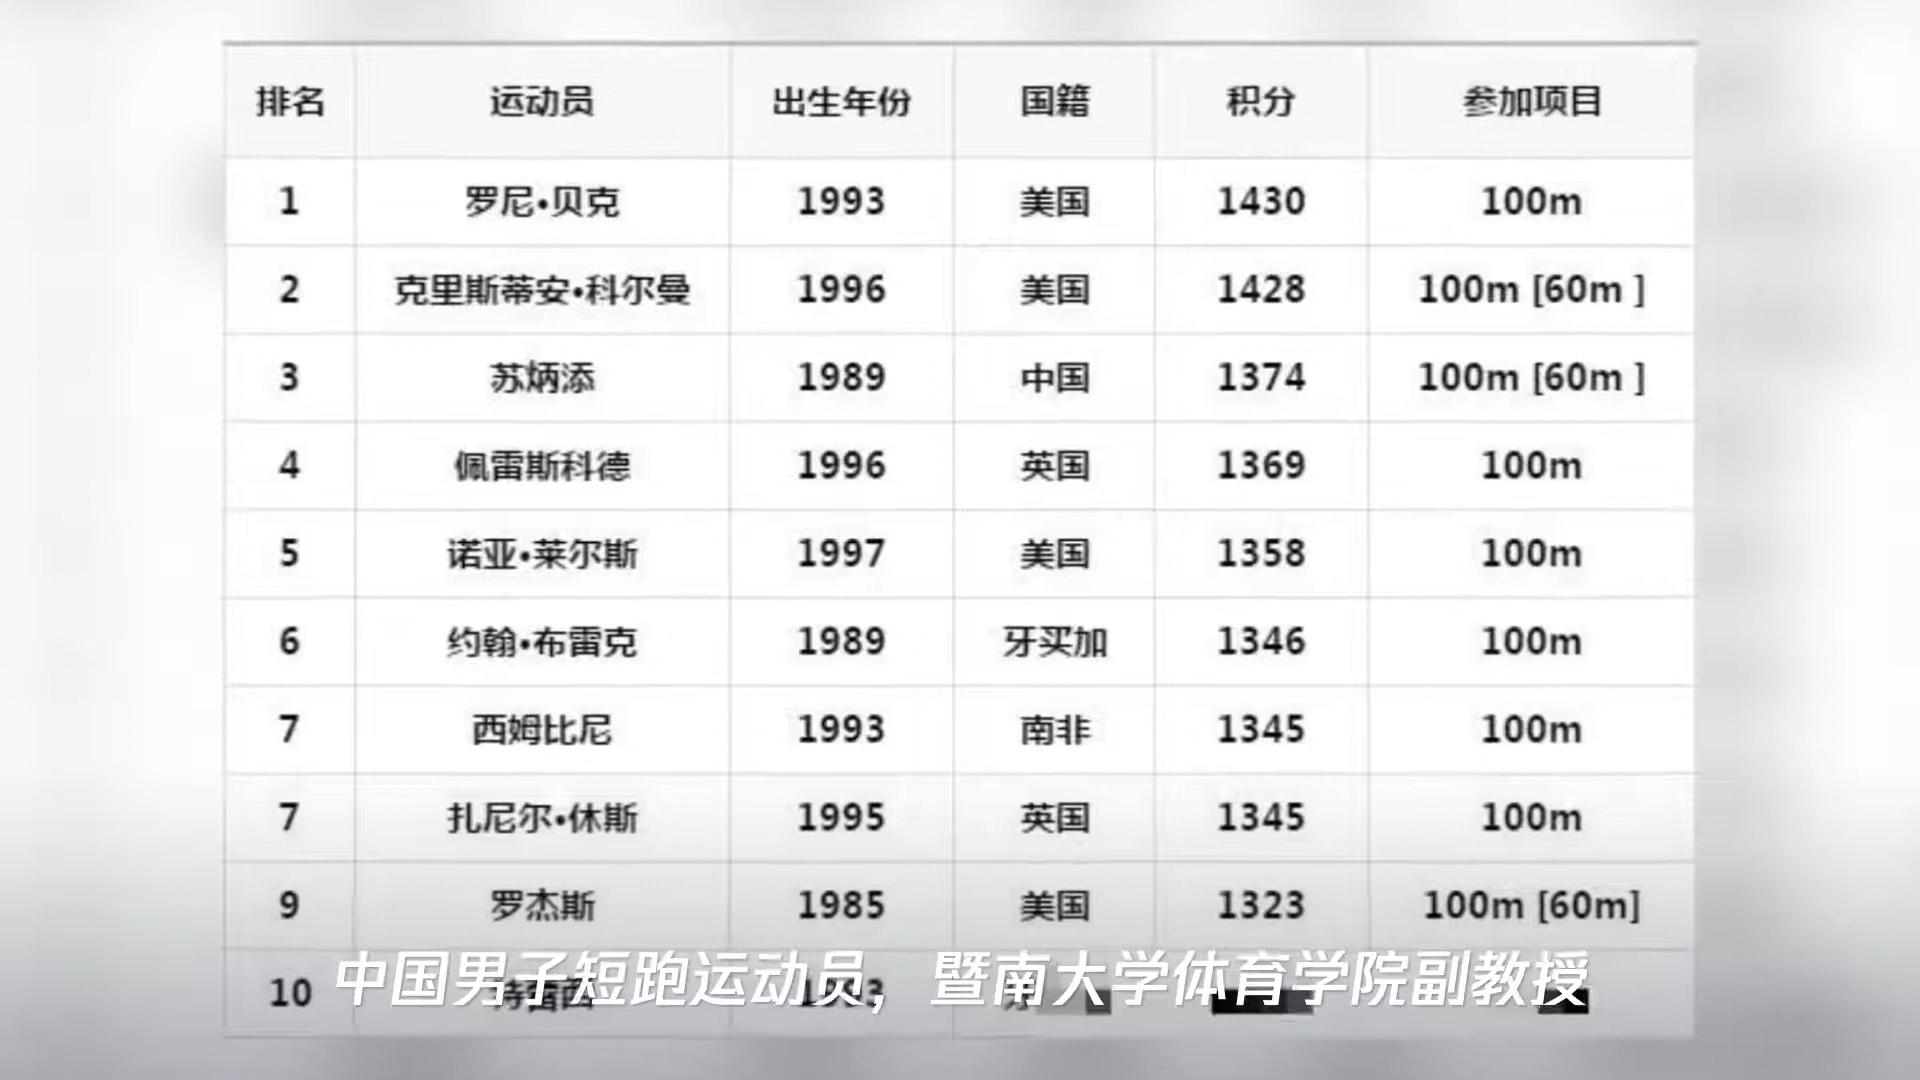 排名 运动员 出生年份 国籍 积分 参加项目
1 罗尼•贝克 1993 美国 1430 100m
2 克里斯蒂安•科尔曼 1996 美国 1428 100m [60m ]
3 苏炳添 1989 中国 1374 100m [60m ]
4 佩雷斯科德 1996 英国 1369 100m
5 诺亚•莱尔斯 1997 美国 1358 100m
6 约翰•布雷克 1989 牙买加 1346 100m
7 西姆比尼 1993 南非 1345 100m
7 扎尼尔•休斯 1995 英国 1345 100m
9 罗杰斯 1985 美国 1323 100m [60m]
10
中国男子短跑运动员，暨南大学体育学院副教授